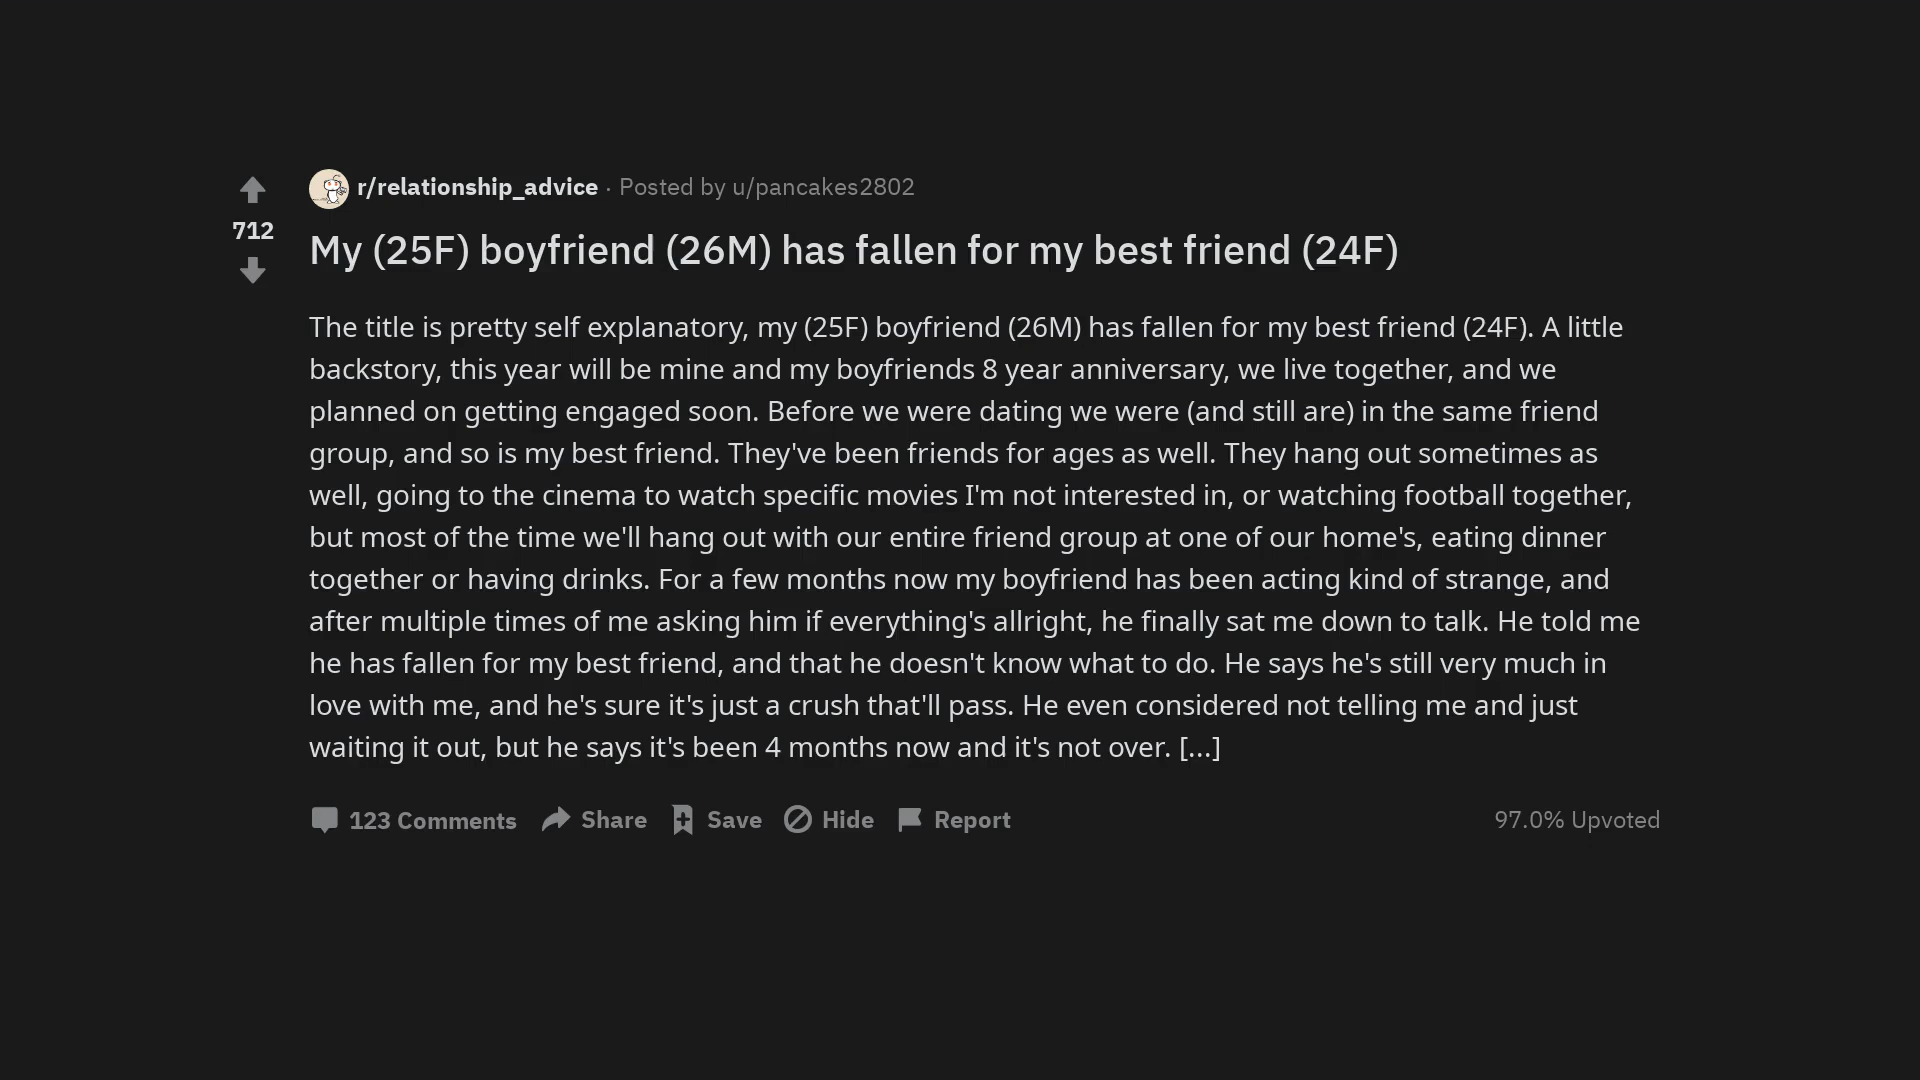 r/relationship_advice · Posted by u/pancakes2802
712
My (25F) boyfriend (26M) has fallen for my best friend (24F)
The title is pretty self explanatory, my (25F) boyfriend (26M) has fallen for my best friend (24F). A little
backstory, this year will be mine and my boyfriends 8 year anniversary, we live together, and we
planned on getting engaged soon. Before we were dating we were (and still are) in the same friend
group, and so is my best friend. They've been friends for ages as well. They hang out sometimes as
well, going to the cinema to watch specific movies I'm not interested in, or watching football together,
but most of the time we'll hang out with our entire friend group at one of our home's, eating dinner
together or having drinks. For a few months now my boyfriend has been acting kind of strange, and
after multiple times of me asking him if everything's allright, he finally sat me down to talk. He told me
he has fallen for my best friend, and that he doesn't know what to do. He says he's still very much in
love with me, and he's sure it's just a crush that'll pass. He even considered not telling me and just
waiting it out, but he says it's been 4 months now and it's not over. [...]
123 Comments Share Save Hide Report 97.0% Upvoted